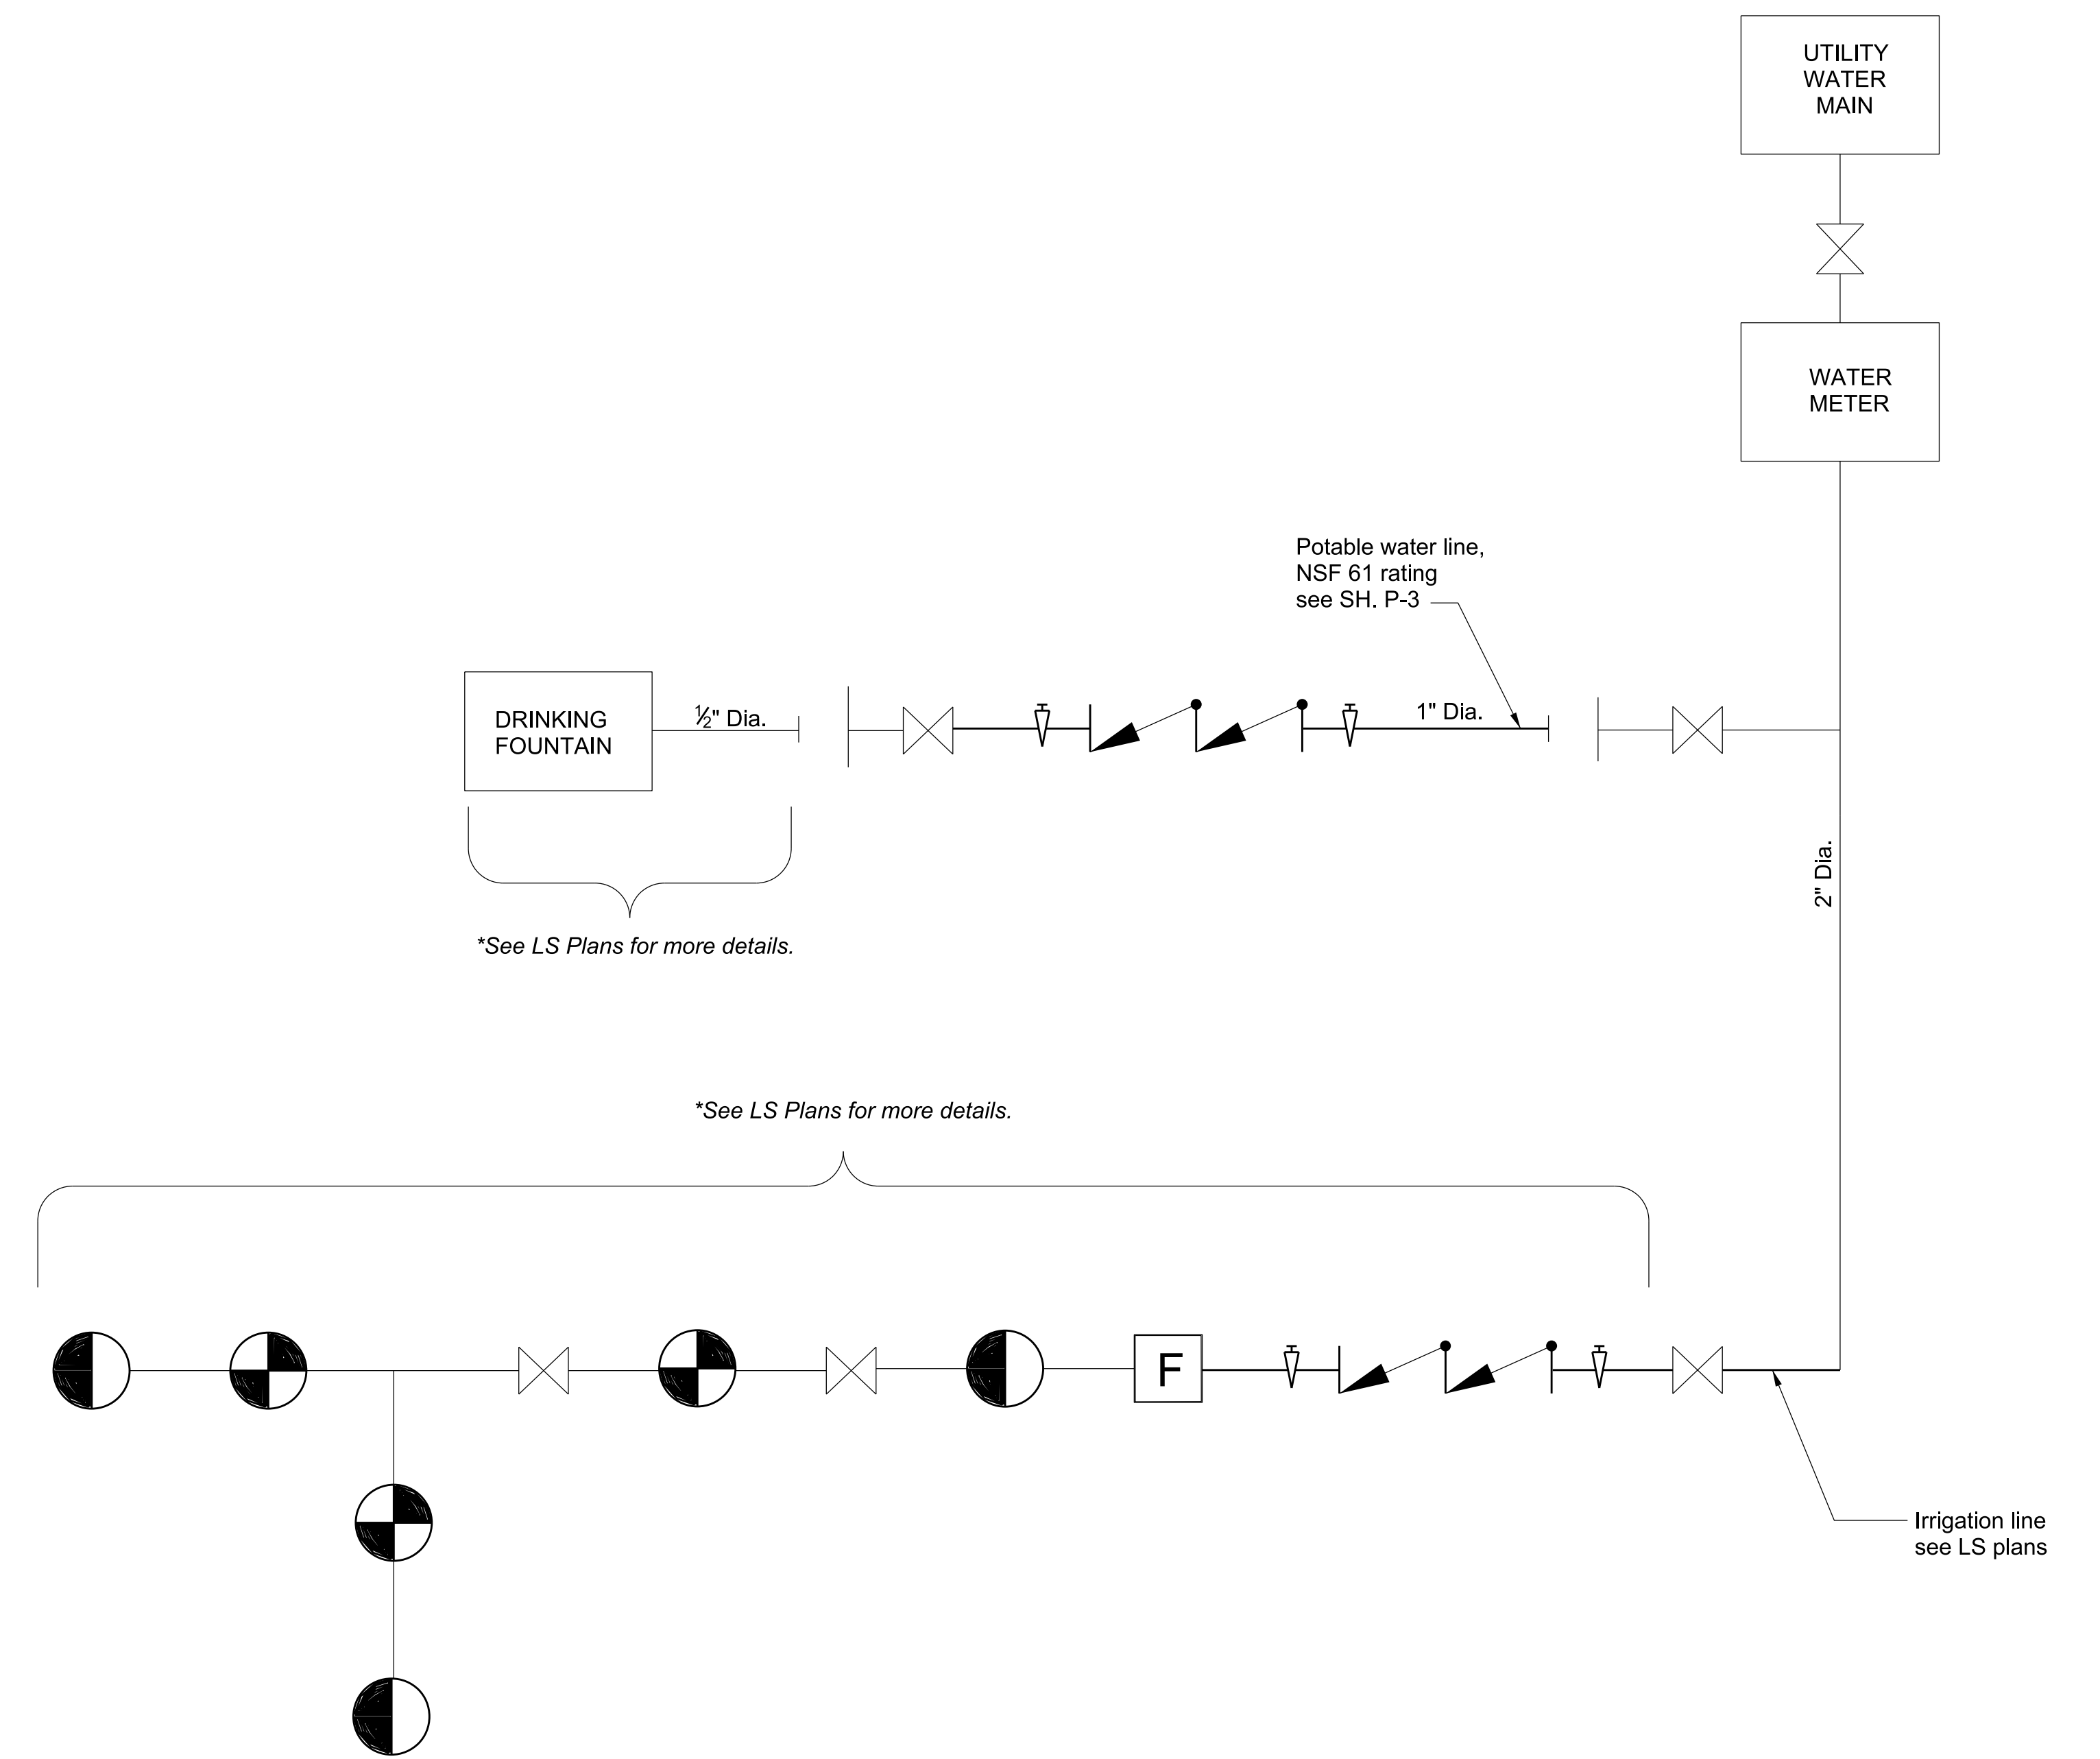 UTILITY
WATER
MAIN
WATER
METER
Potable water line,
NSF 61 rating
see SH. P-3
DRINKING
FOUNTAIN
½" Dia.
1" Dia.
2" Dia.
*See LS Plans for more details.
*See LS Plans for more details.
F
Irrigation line
see LS plans